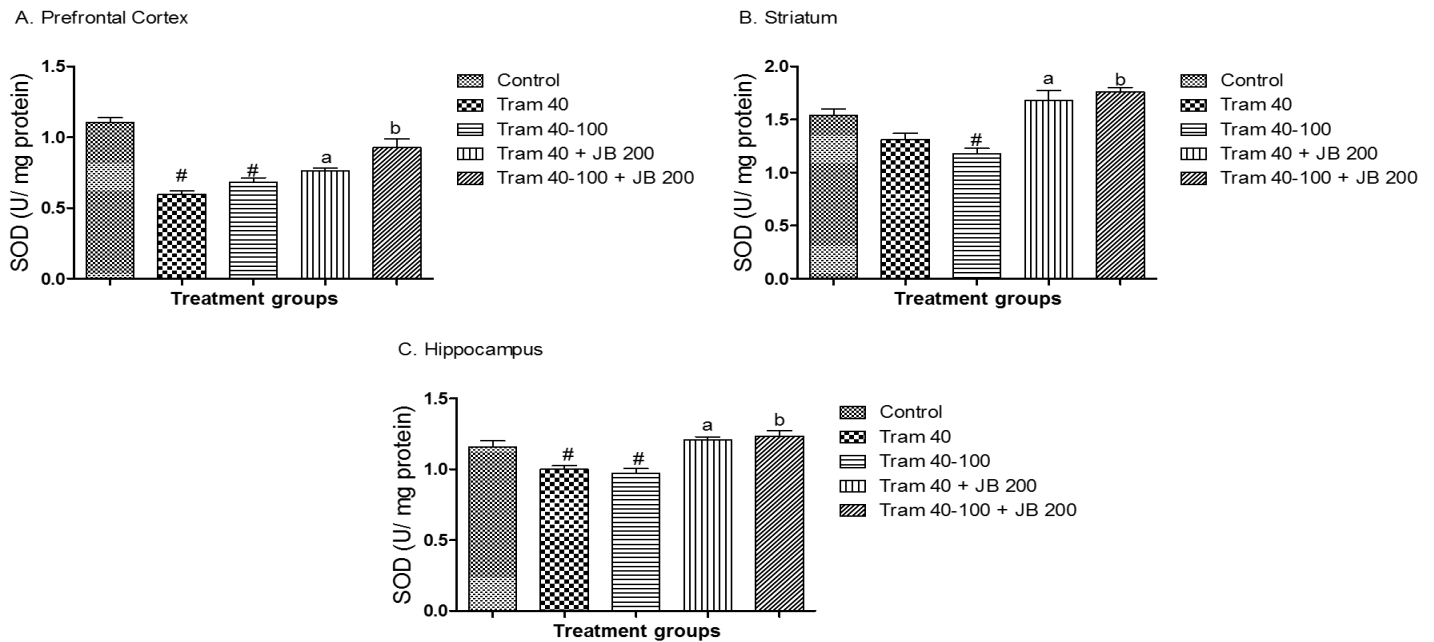 A. Prefrontal Cortex
SOD (U/ mg protein)
1.5
1.0
0.5
0.0
#
#
a
b
Treatment groups
Control
Tram 40
Tram 40-100
Tram 40 + JB 200
Tram 40-100 + JB 200
B. Striatum
SOD (U/ mg protein)
2.0
1.5
1.0
0.5
0.0
#
a
b
Treatment groups
Control
Tram 40
Tram 40-100
Tram 40 + JB 200
Tram 40-100 + JB 200
C. Hippocampus
SOD (U/ mg protein)
1.5
1.0
0.5
0.0
#
#
a
b
Treatment groups
Control
Tram 40
Tram 40-100
Tram 40 + JB 200
Tram 40-100 + JB 200